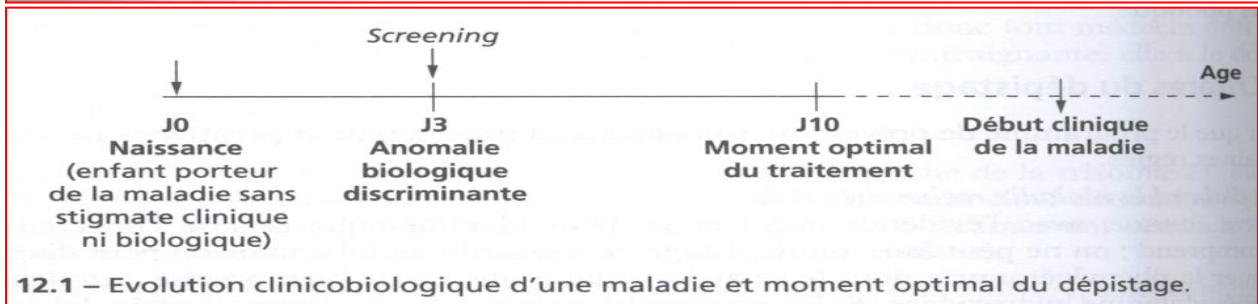 Screening
Age
J0
J3
J10
Début clinique
de la maladie
Naissance
(enfant porteur
de la maladie sans
stigmate clinique
ni biologique)
Anomalie
biologique
discriminante
Moment optimal
du traitement
12.1 – Evolution clinicobiologique d'une maladie et moment optimal du dépistage.